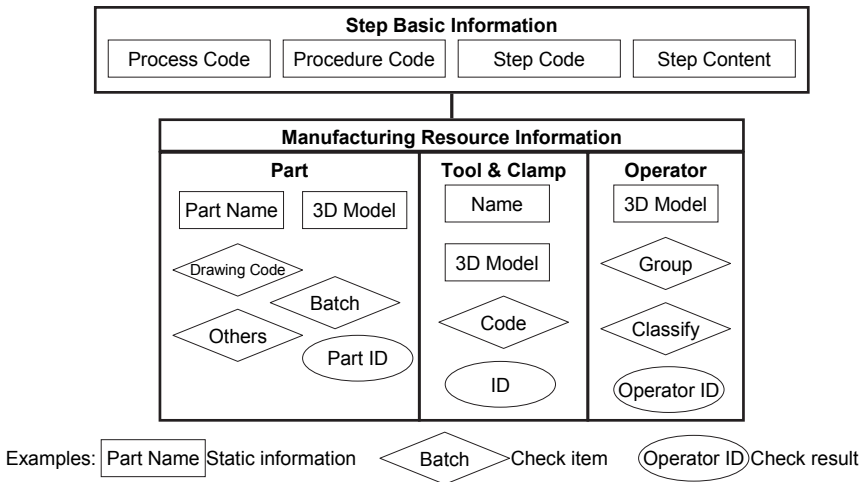 Step Basic Information
Process Code Procedure Code Step Code Step Content
Manufacturing Resource Information
Part
Part Name 3D Model
Drawing Code
Batch
Others
Part ID
Tool & Clamp
Name
3D Model
Code
ID
Operator
3D Model
Group
Classify
Operator ID
Examples: Part Name Static information Batch Check item Operator ID Check result